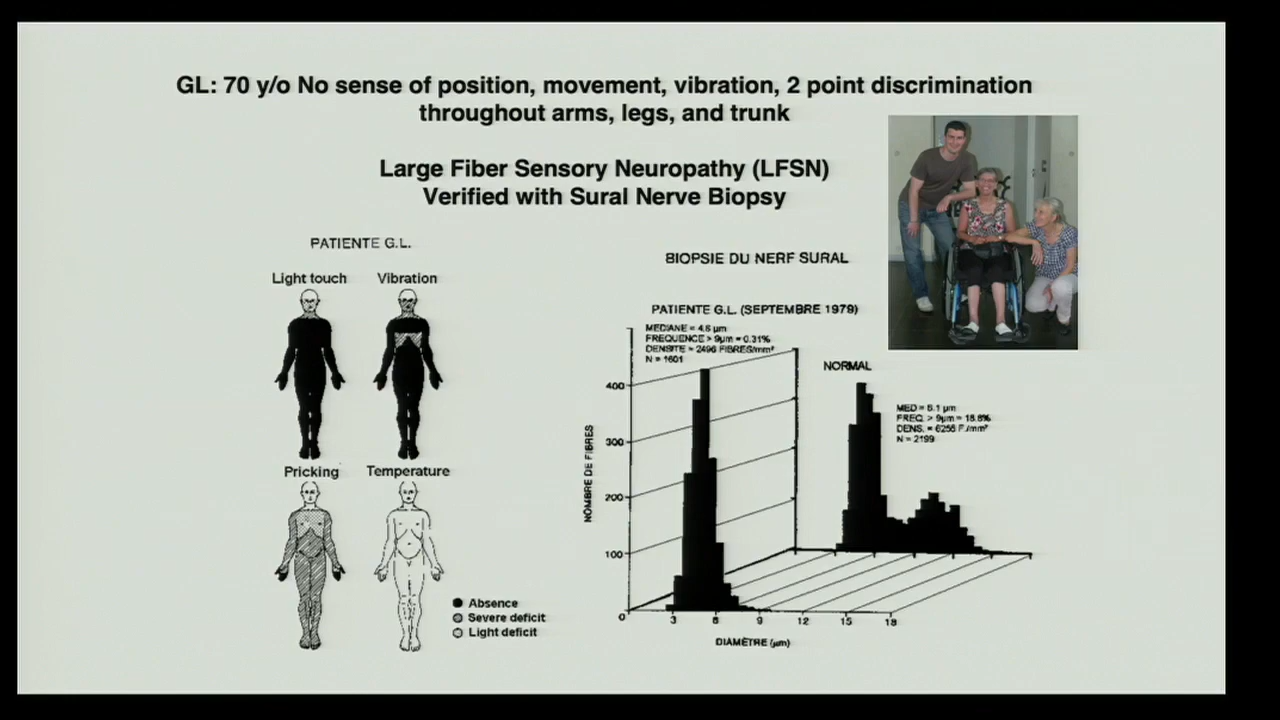 GL: 70 y/o No sense of position, movement, vibration, 2 point discrimination
throughout arms, legs, and trunk
Large Fiber Sensory Neuropathy (LFSN)
Verified with Sural Nerve Biopsy
PATIENTE G.L.
Light touch
Vibration
Pricking
Temperature
Absence
Severe deficit
Light deficit
BIOPSIE DU NERF SURAL
PATIENTE G.L. (SEPTEMBRE 1979)
MEDIANE = 4.6 µm
FREQUENCE > 9µm = 0.31%
DENSITE = 2496 FIBRES/mm²
N = 1601
NORMAL
MED = 6.1 µm
FREQ. > 9µm = 18.8%
DENS. = 6256 F./mm²
N = 2199
NOMBRE DE FIBRES
400
300
200
100
0
3
6
9
12
15
18
DIAMÈTRE (µm)